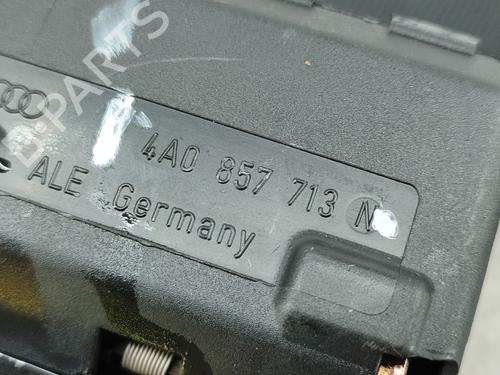 B-PARTS
4A0 857 713 N
ALE Germany